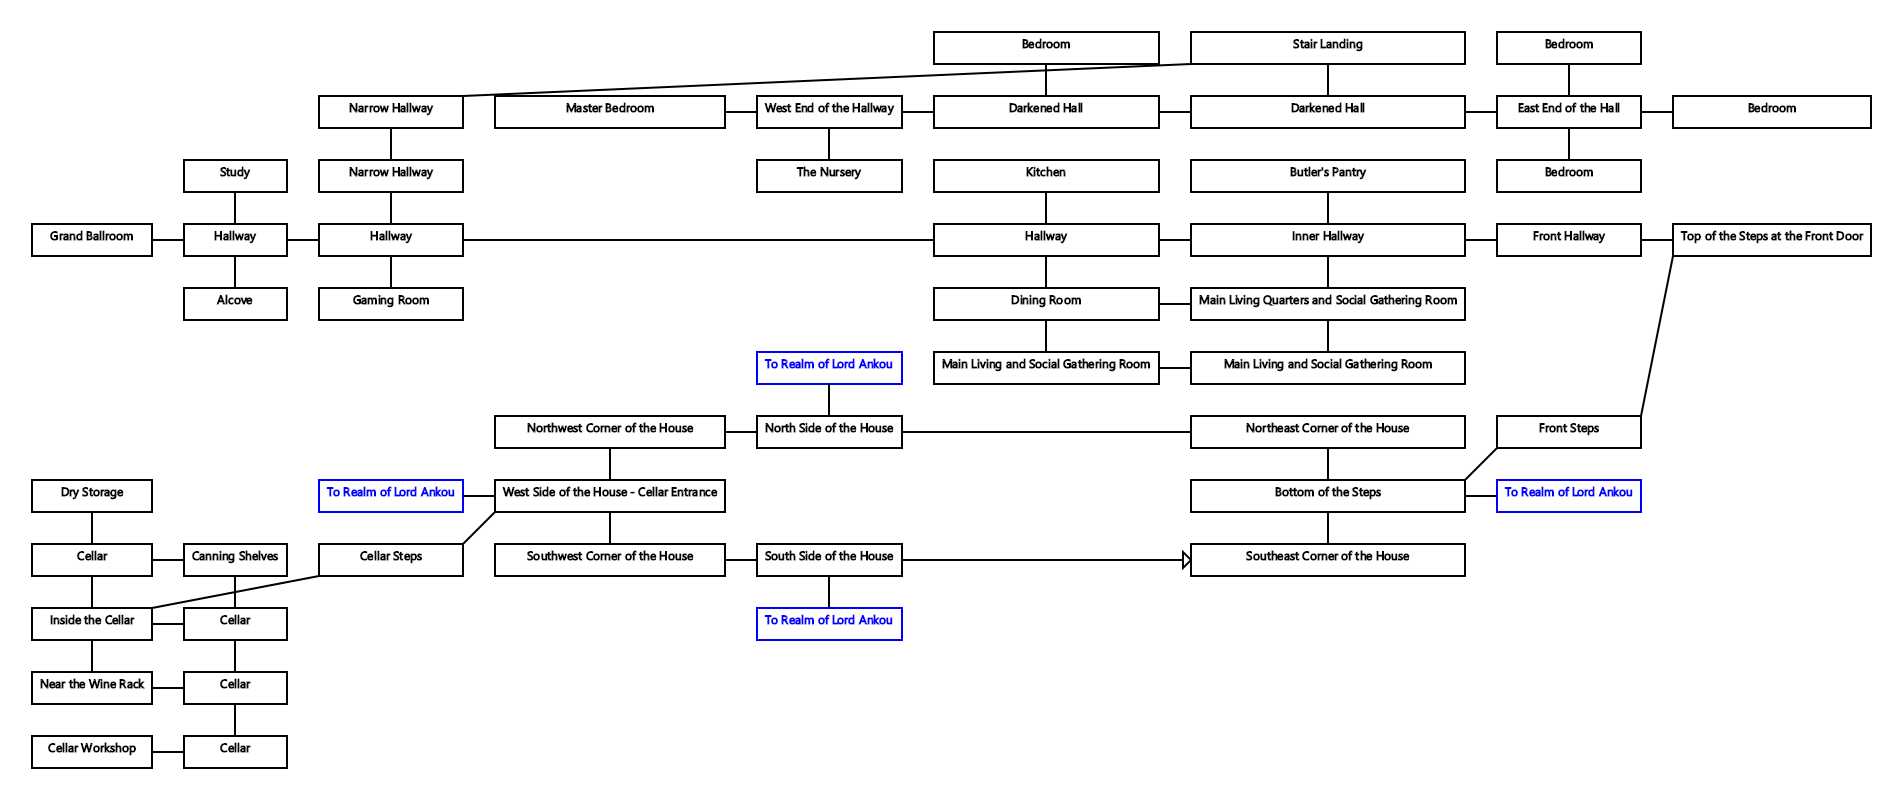 Bedroom
Stair Landing
Bedroom
Narrow Hallway
Master Bedroom
West End of the Hallway
Darkened Hall
Darkened Hall
East End of the Hall
Bedroom
Study
Narrow Hallway
The Nursery
Kitchen
Butler's Pantry
Bedroom
Grand Ballroom
Hallway
Hallway
Hallway
Inner Hallway
Front Hallway
Top of the Steps at the Front Door
Alcove
Gaming Room
Dining Room
Main Living Quarters and Social Gathering Room
To Realm of Lord Ankou
Main Living and Social Gathering Room
Main Living and Social Gathering Room
Northwest Corner of the House
North Side of the House
Northeast Corner of the House
Front Steps
Dry Storage
To Realm of Lord Ankou
West Side of the House - Cellar Entrance
Bottom of the Steps
To Realm of Lord Ankou
Cellar
Canning Shelves
Cellar Steps
Southwest Corner of the House
South Side of the House
Southeast Corner of the House
Inside the Cellar
Cellar
To Realm of Lord Ankou
Near the Wine Rack
Cellar
Cellar Workshop
Cellar